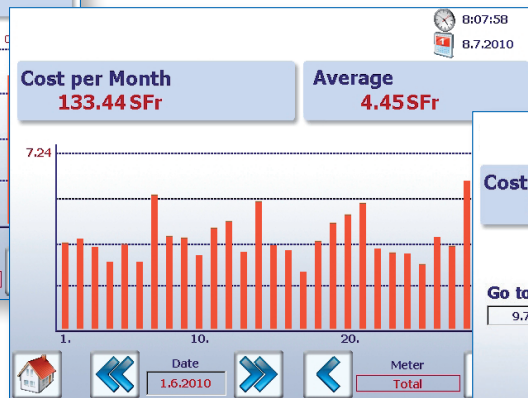 8:07:58
8.7.2010
Cost per Month
133.44 SFr
Average
4.45 SFr
7.24
1.
10.
20.
Date
1.6.2010
Meter
Total
Cost
Go to
9.7